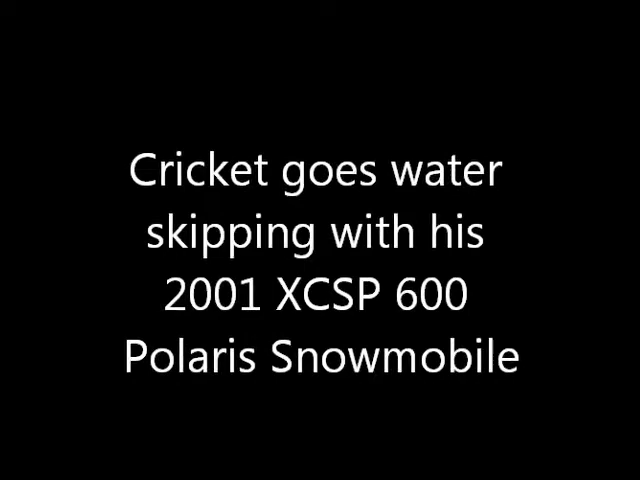 Cricket goes water
skipping with his
2001 XCSP 600
Polaris Snowmobile